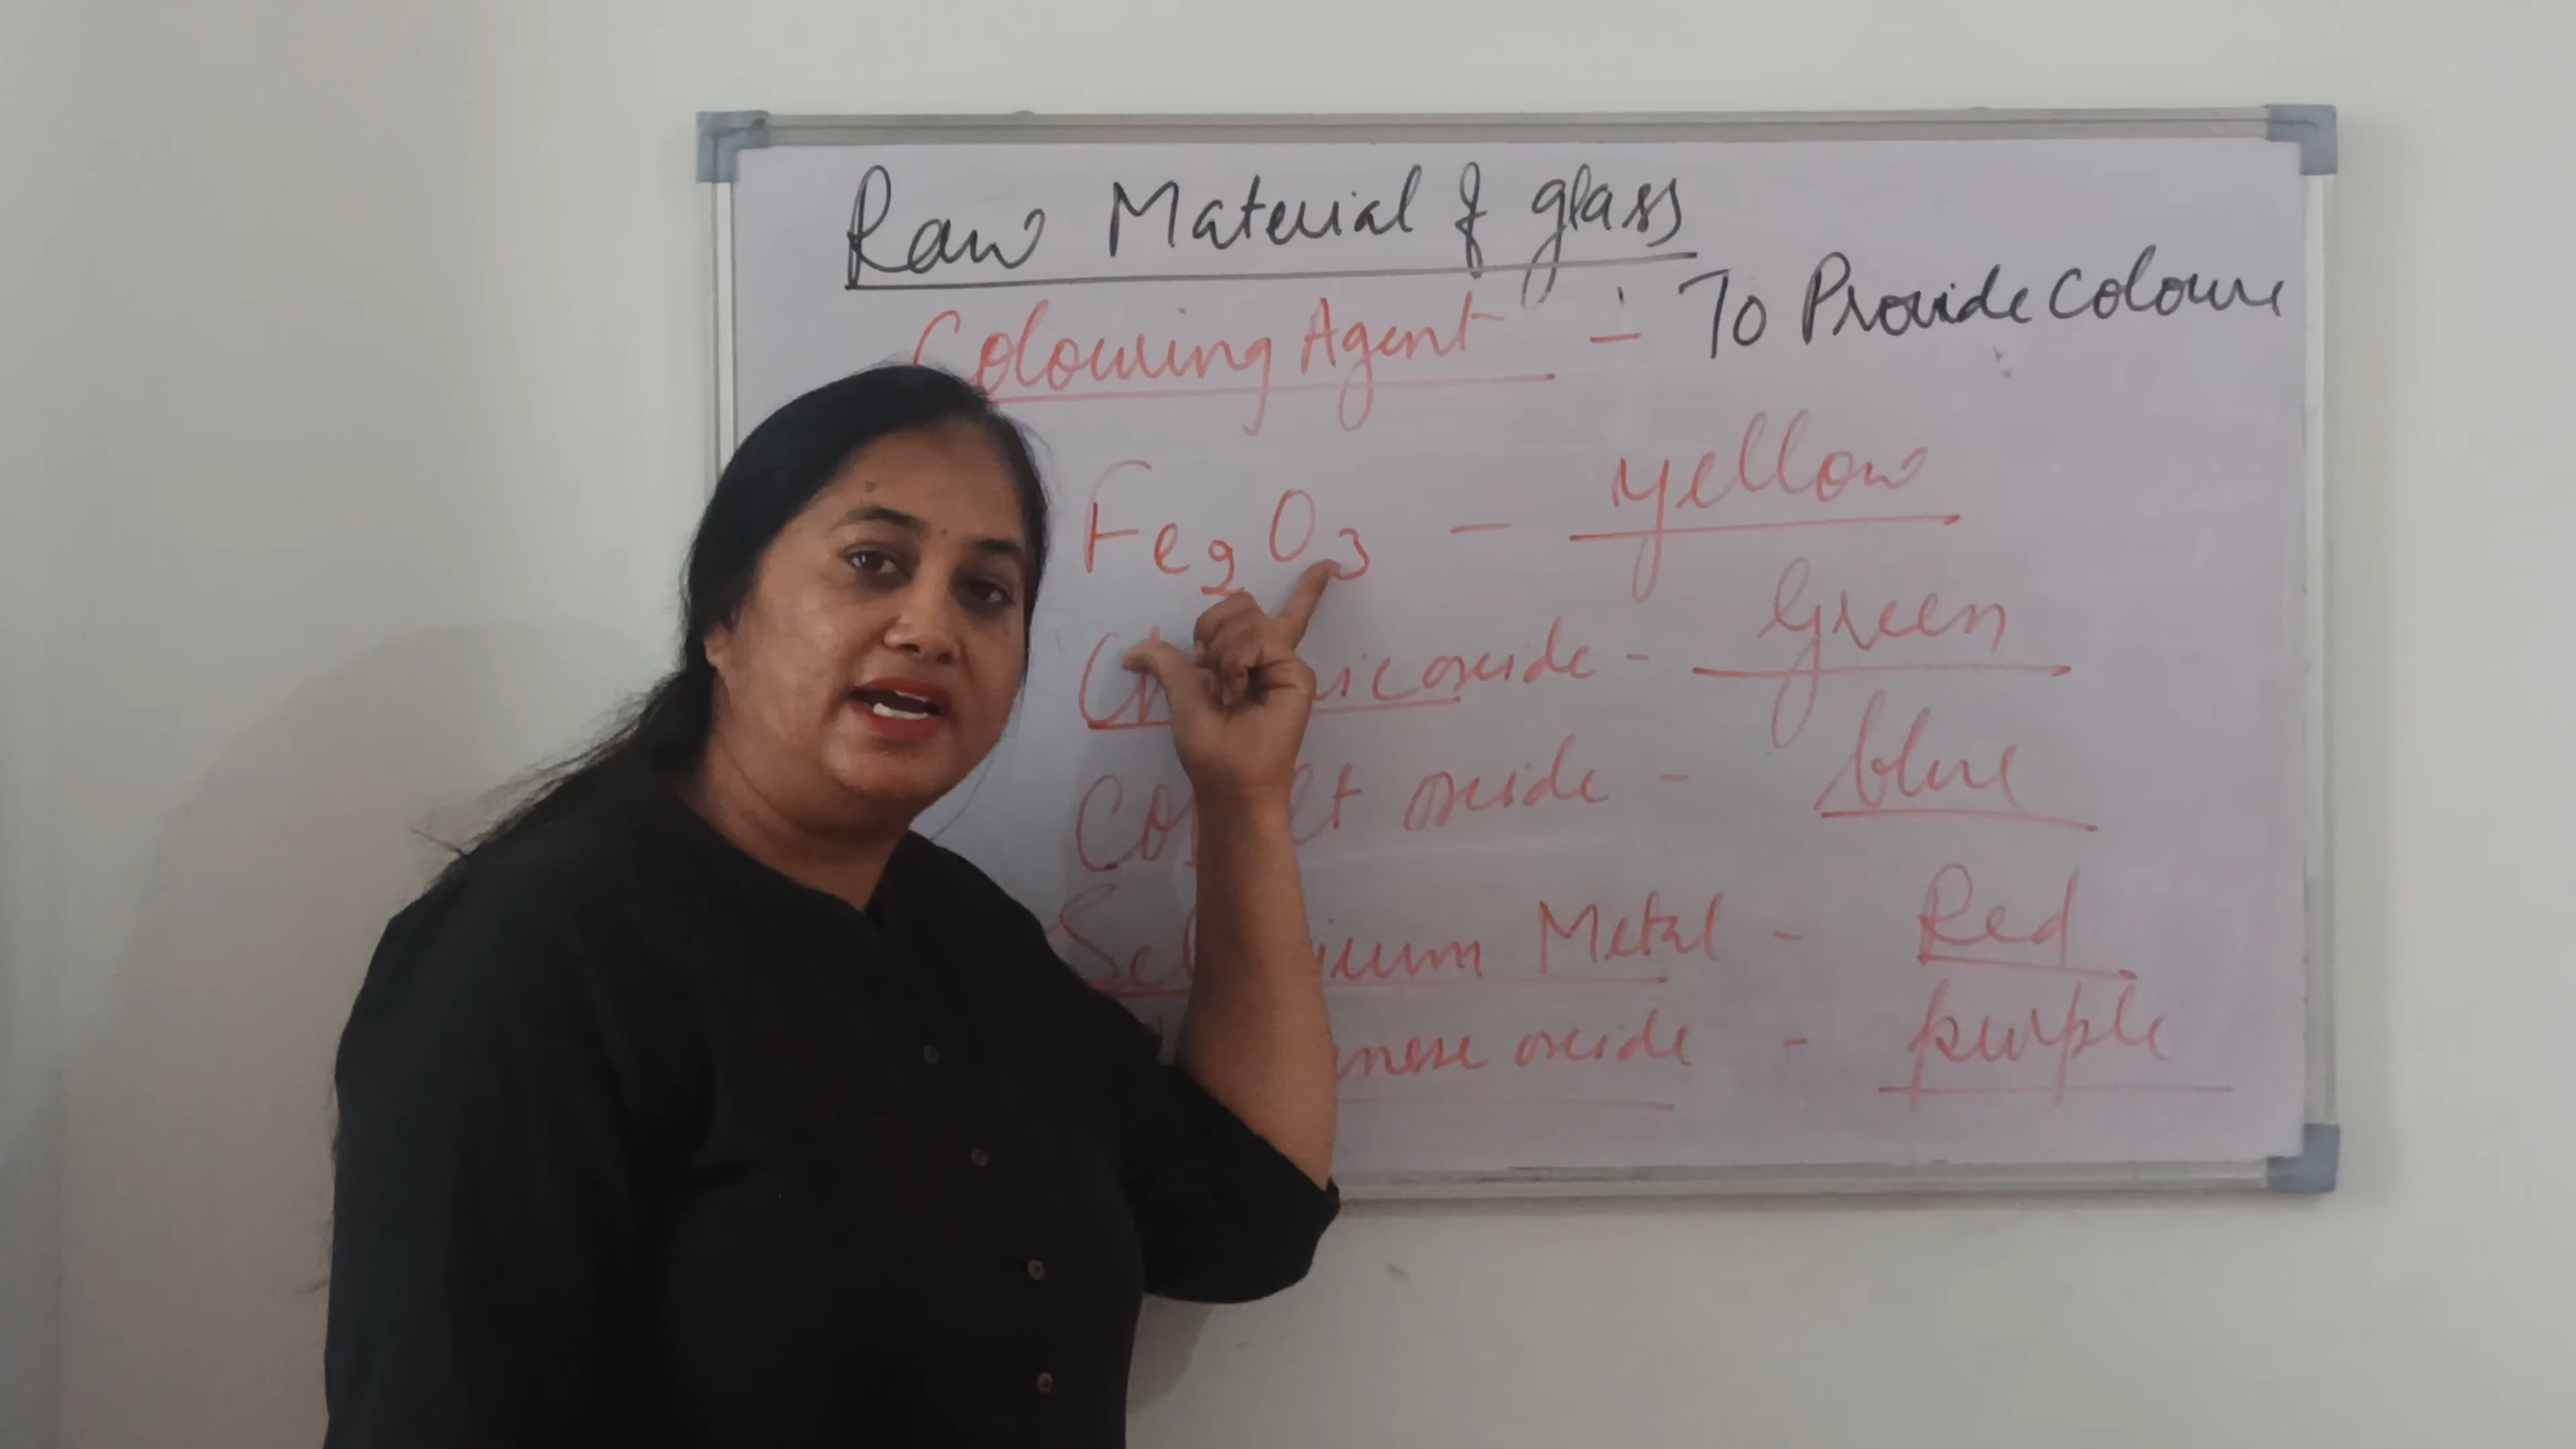 Raw Material of glass
Colouring Agent :- To Provide Colour
Fe2O3 - yellow
oxide - Green
oxide - blue
Metal - Red
oxide - purple